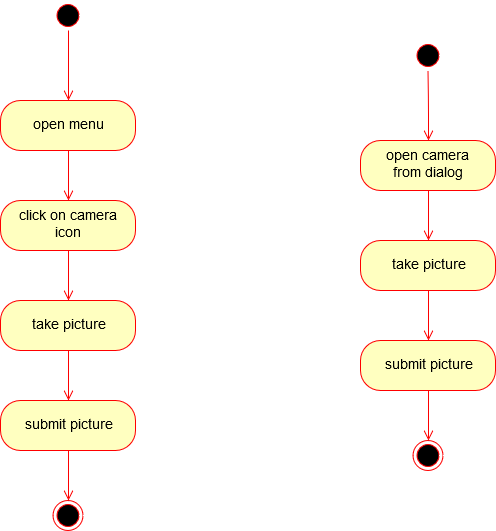 open menu
click on camera
icon
take picture
submit picture
open camera
from dialog
take picture
submit picture